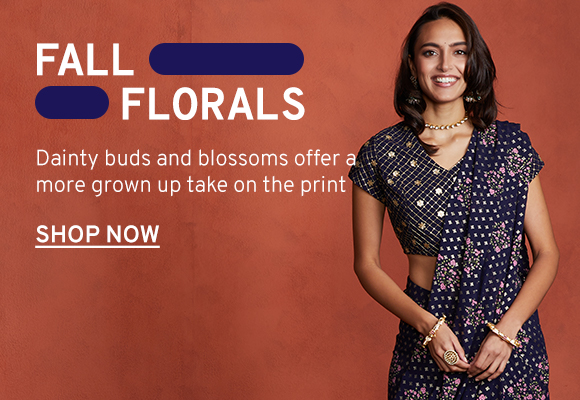 FALL
FLORALS
Dainty buds and blossoms offer a
more grown up take on the print
SHOP NOW